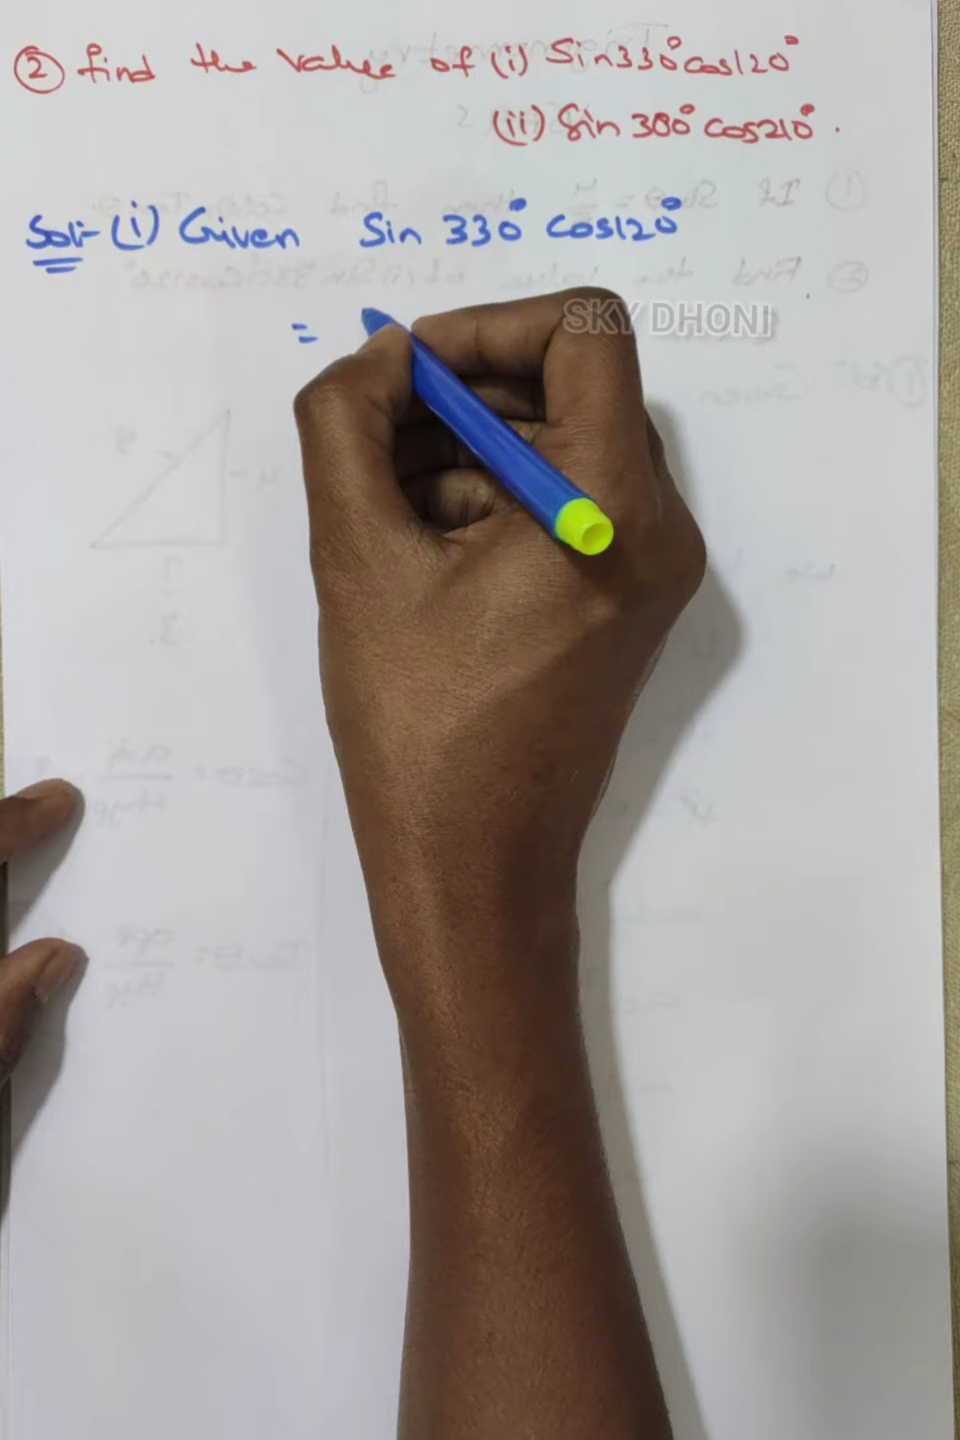 ② find the value of (i) Sin330° cos120°
(ii) Sin 300° cos210°.
Sol:- (i) Given Sin 330° cos120°
=
SKY DHONI